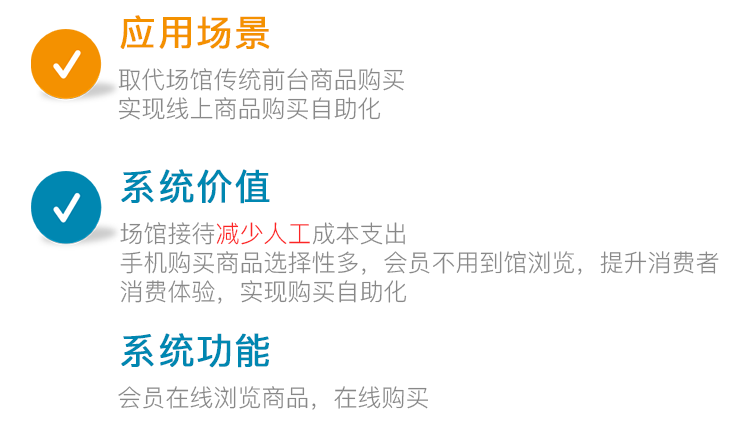 应用场景
取代场馆传统前台商品购买
实现线上商品购买自助化
系统价值
场馆接待减少人工成本支出
手机购买商品选择性多，会员不用到馆浏览，提升消费者
消费体验，实现购买自助化
系统功能
会员在线浏览商品，在线购买